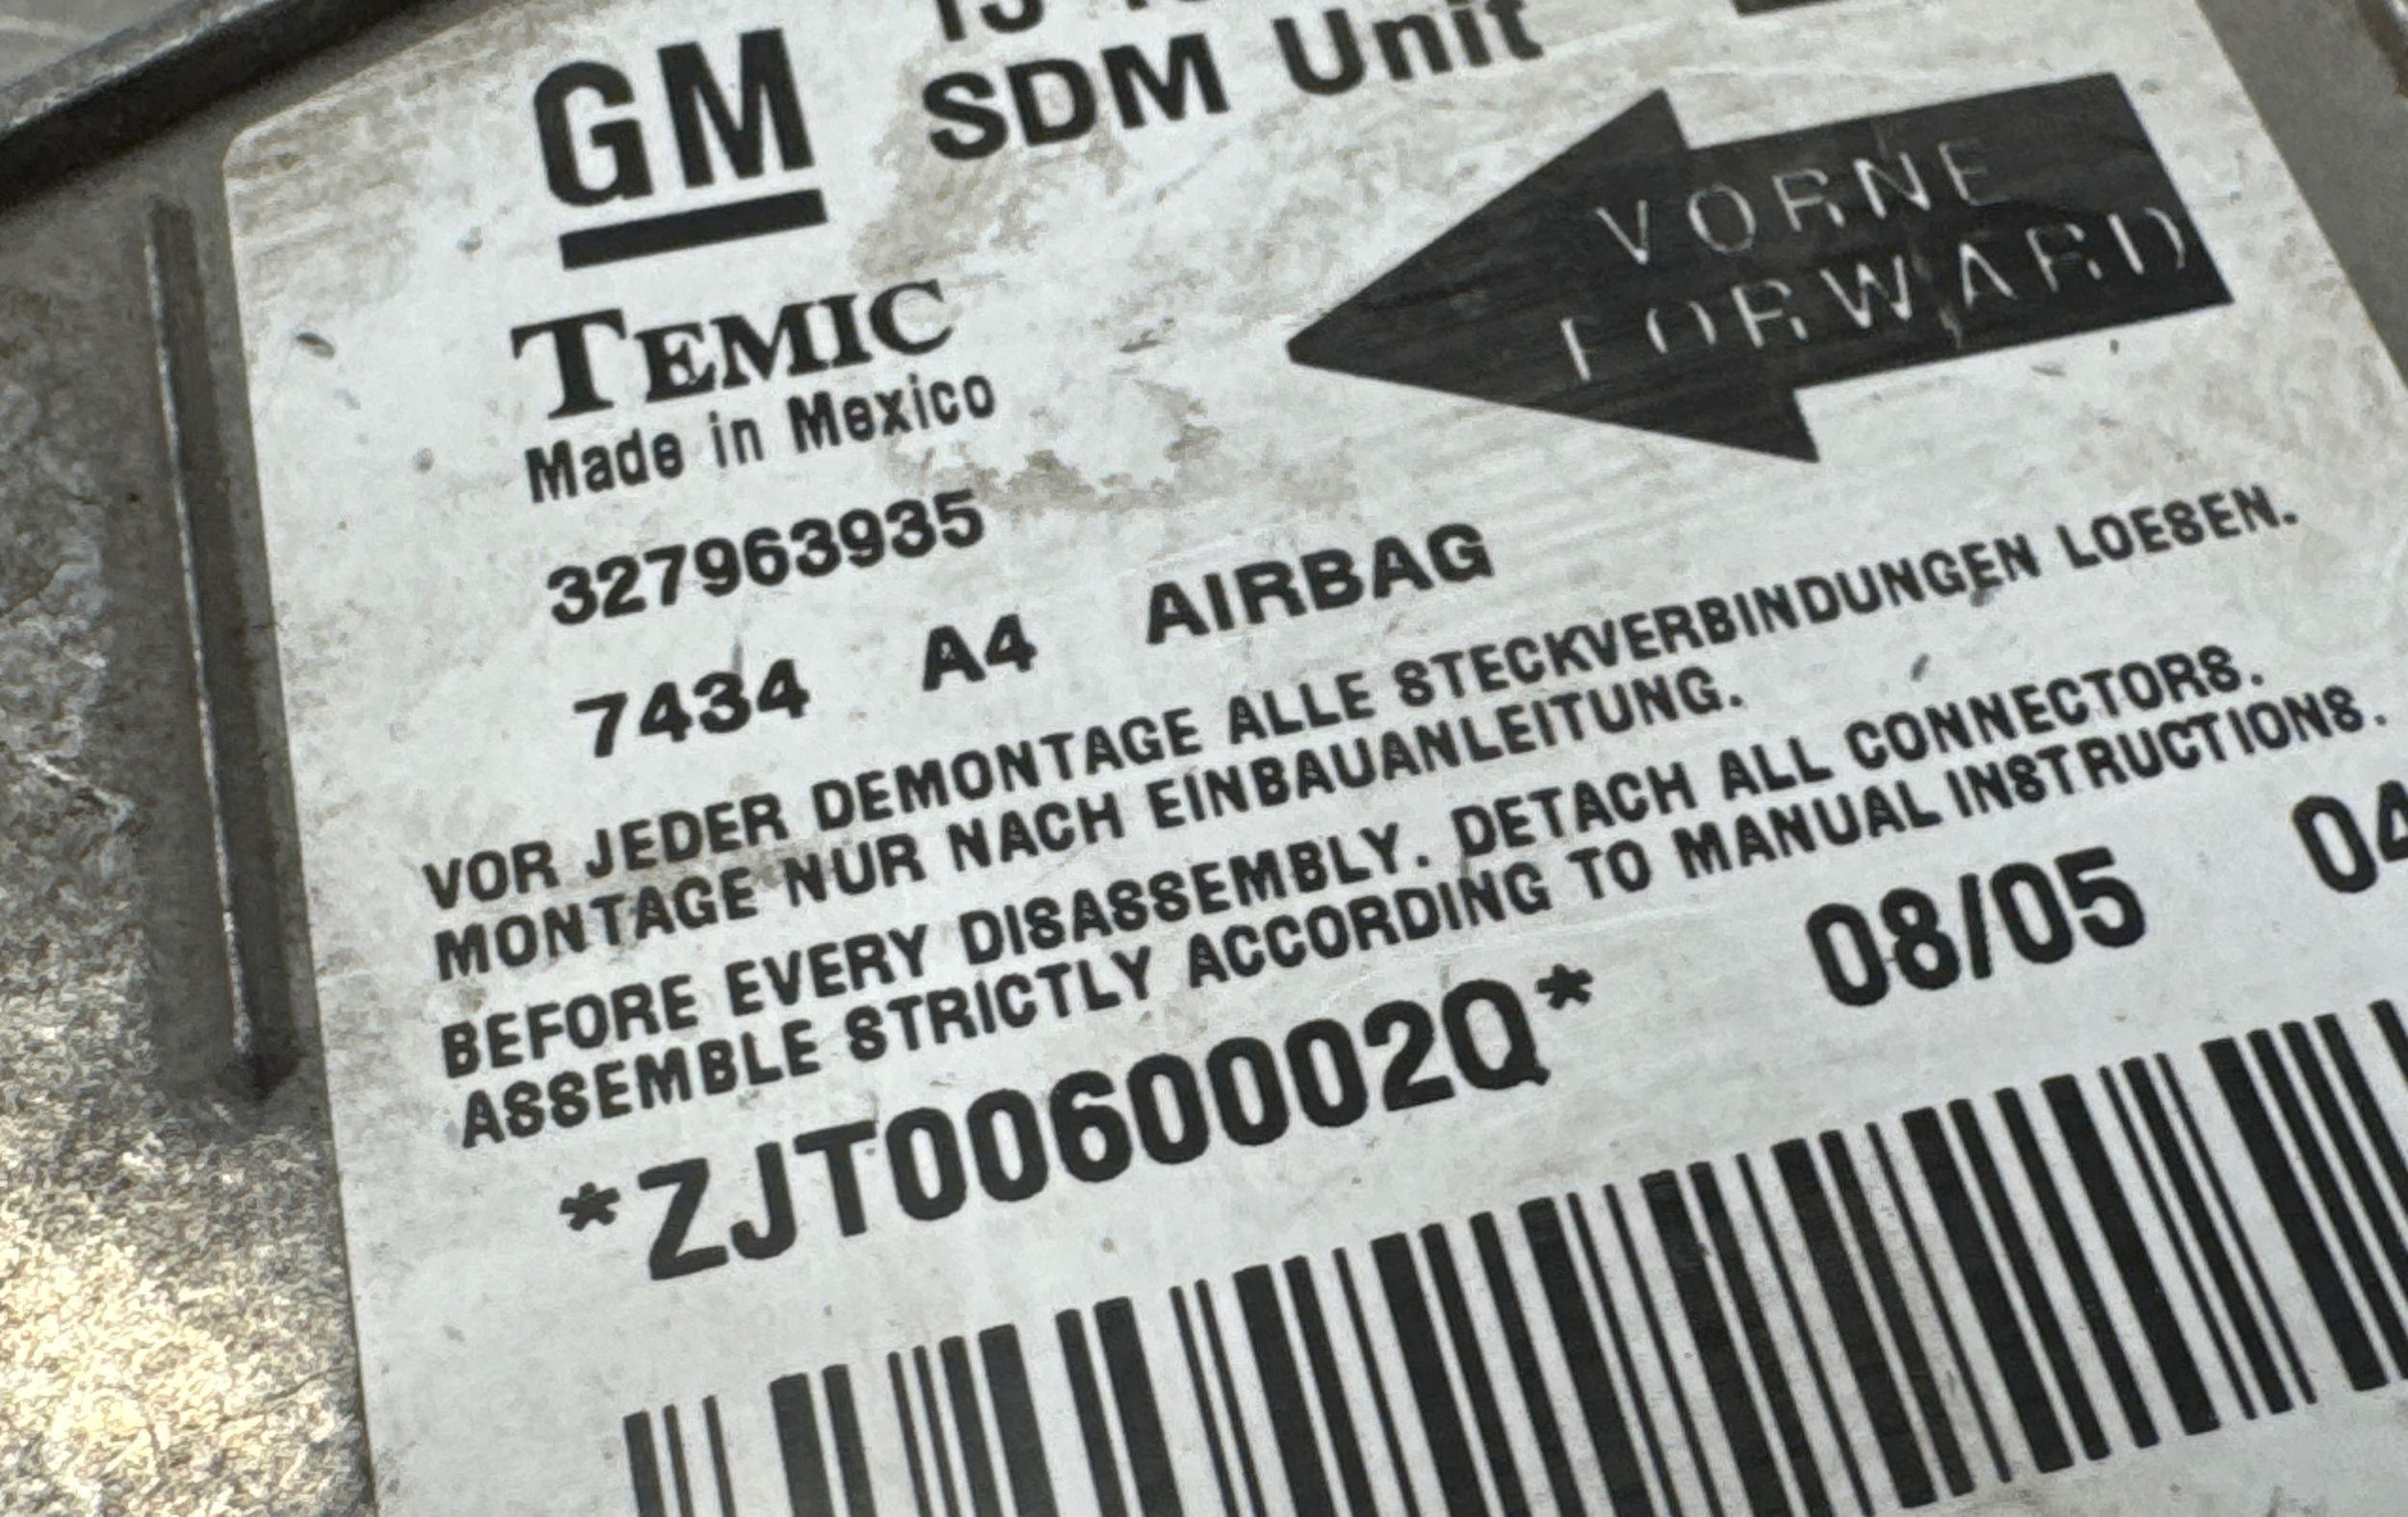 GM
SDM Unit
VORNE
FORWARD
TEMIC
Made in Mexico
327963935
7434 A4 AIRBAG
VOR JEDER DEMONTAGE ALLE STECKVERBINDUNGEN LOESEN.
MONTAGE NUR NACH EINBAUANLEITUNG.
BEFORE EVERY DISASSEMBLY. DETACH ALL CONNECTORS.
ASSEMBLE STRICTLY ACCORDING TO MANUAL INSTRUCTIONS.
*ZJT0060002Q* 08/05 04